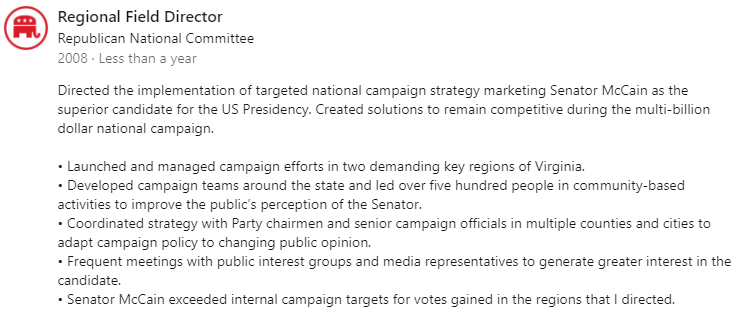 Regional Field Director
Republican National Committee
2008 · Less than a year
Directed the implementation of targeted national campaign strategy marketing Senator McCain as the
superior candidate for the US Presidency. Created solutions to remain competitive during the multi-billion
dollar national campaign.
• Launched and managed campaign efforts in two demanding key regions of Virginia.
• Developed campaign teams around the state and led over five hundred people in community-based
activities to improve the public’s perception of the Senator.
• Coordinated strategy with Party chairmen and senior campaign officials in multiple counties and cities to
adapt campaign policy to changing public opinion.
• Frequent meetings with public interest groups and media representatives to generate greater interest in the
candidate.
• Senator McCain exceeded internal campaign targets for votes gained in the regions that I directed.